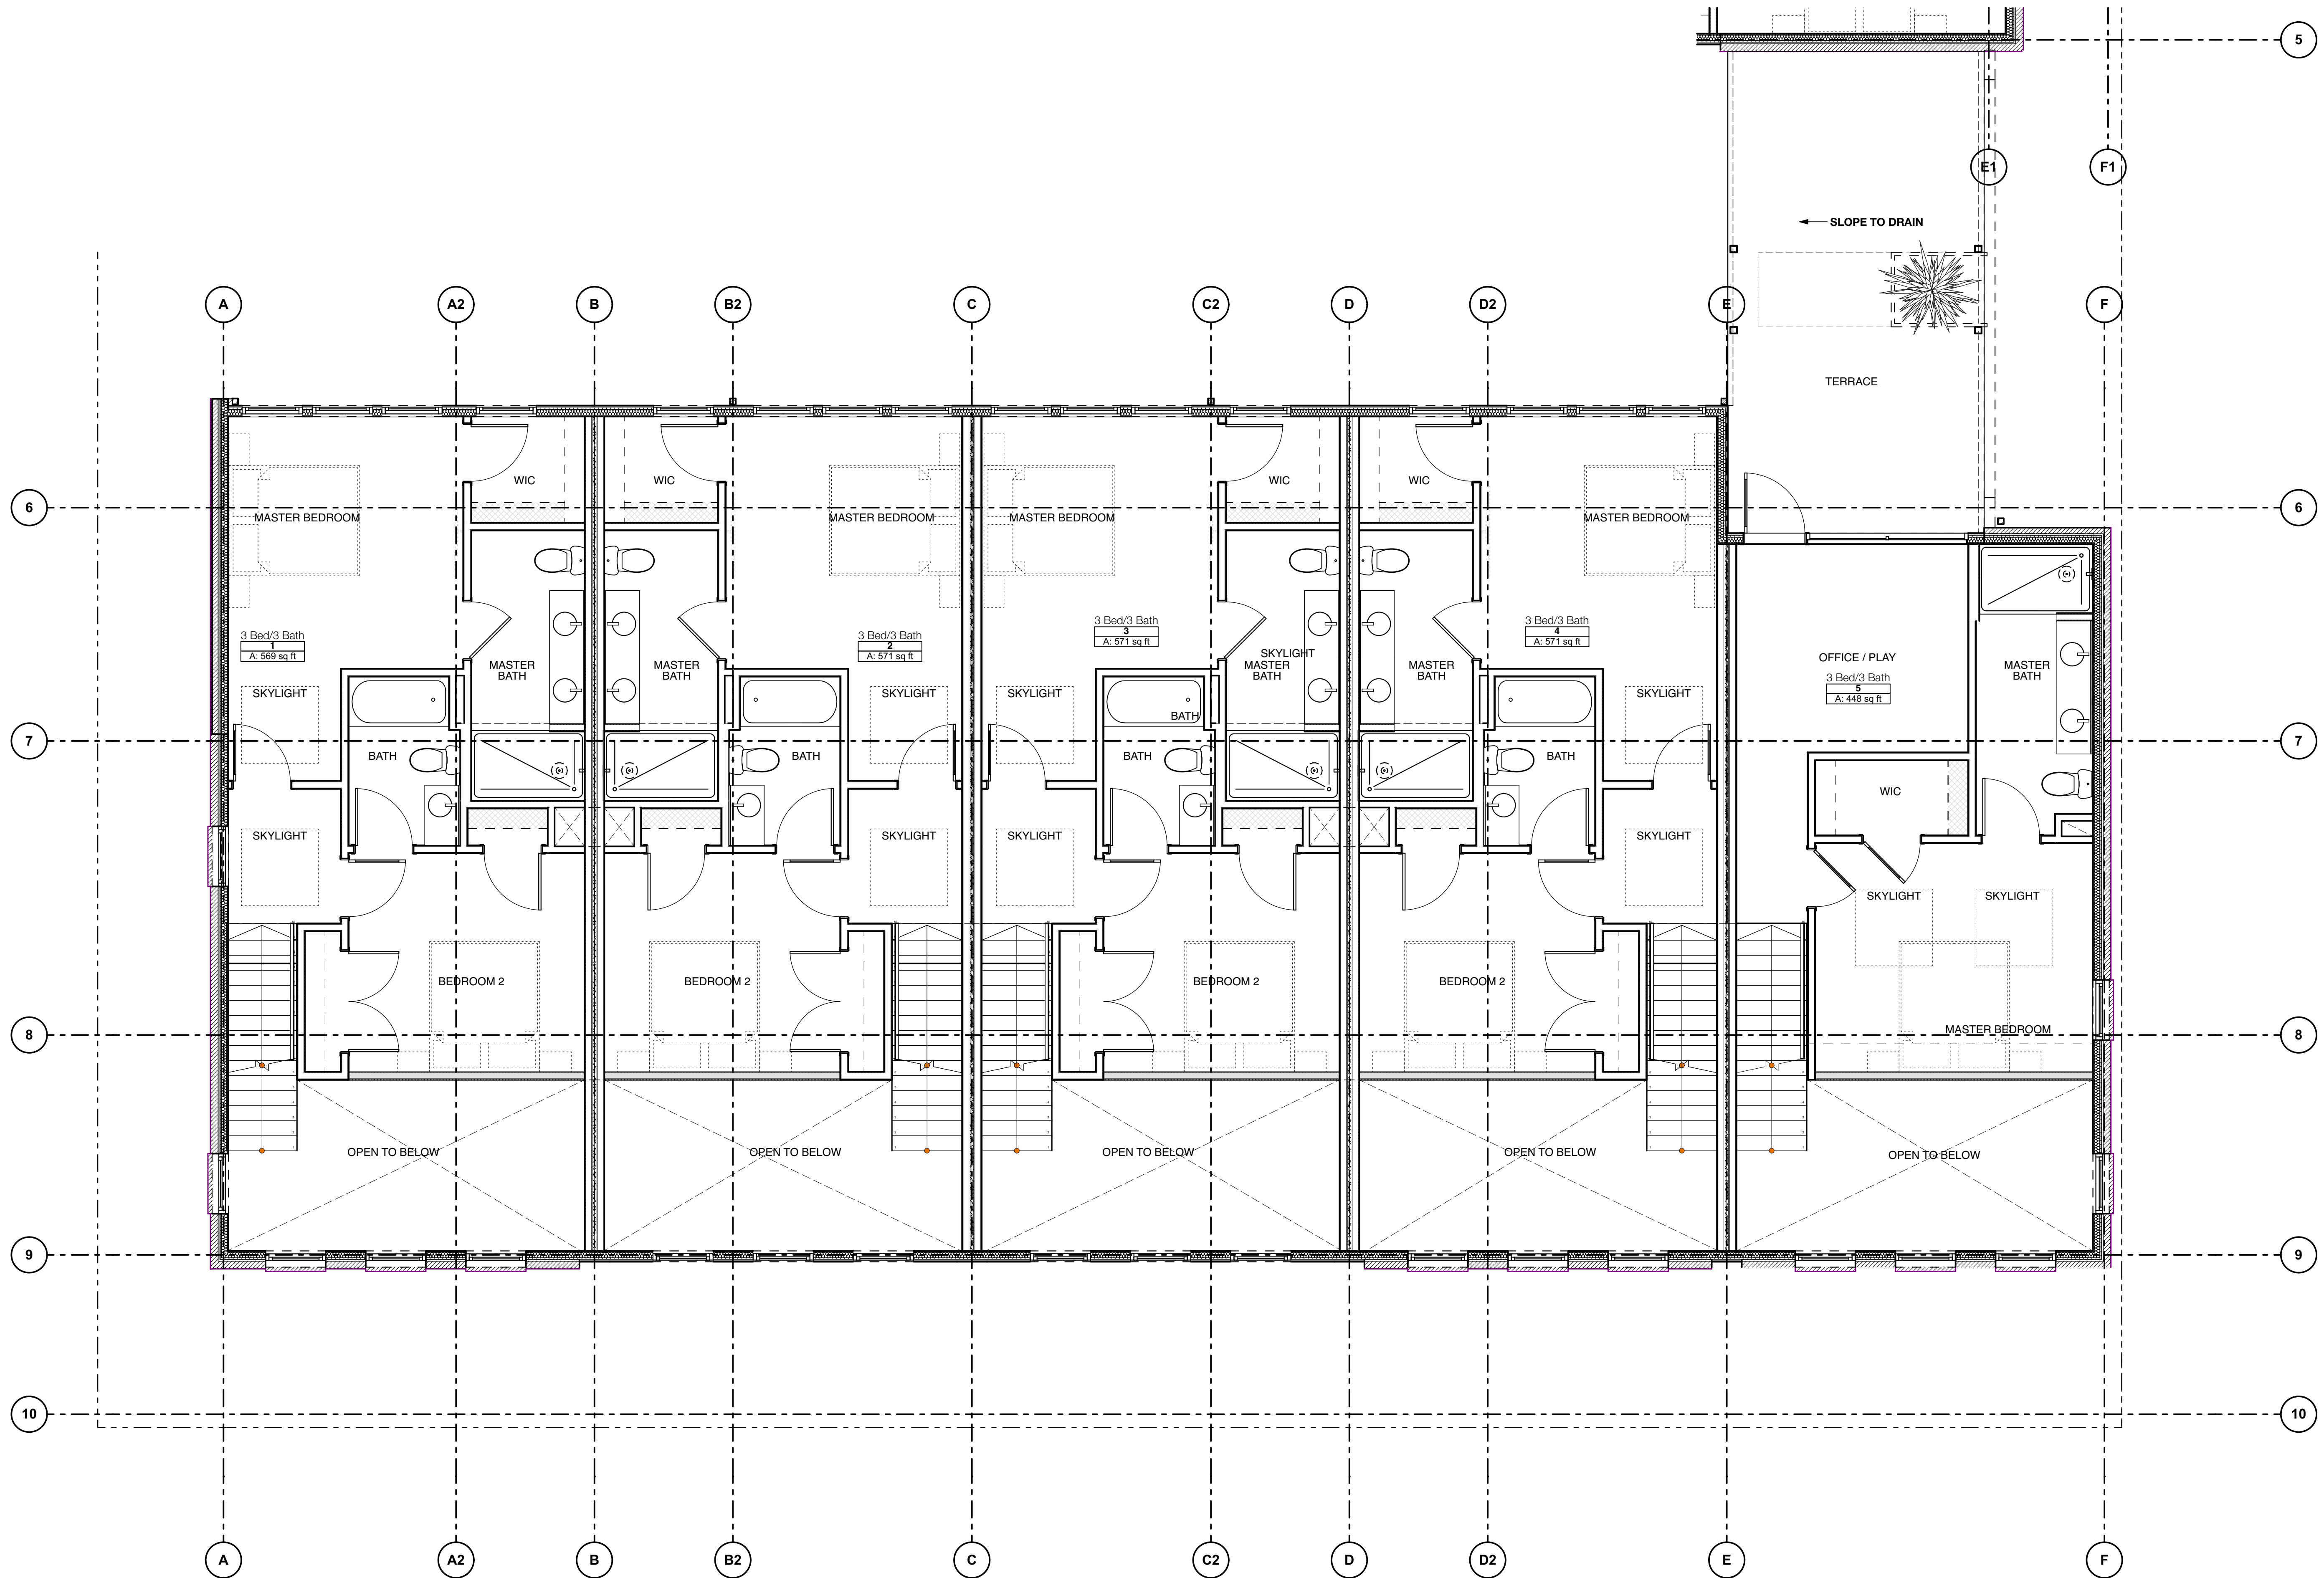 5
E1
F1
SLOPE TO DRAIN
A
A2
B
B2
C
C2
D
D2
E
F
TERRACE
WIC
WIC
WIC
WIC
6
6
MASTER BEDROOM
MASTER BEDROOM
MASTER BEDROOM
MASTER BEDROOM
3 Bed/3 Bath
1
A: 569 sq ft
3 Bed/3 Bath
2
A: 571 sq ft
3 Bed/3 Bath
3
A: 571 sq ft
3 Bed/3 Bath
4
A: 571 sq ft
SKYLIGHT
MASTER
BATH
MASTER
BATH
MASTER
BATH
MASTER
BATH
OFFICE / PLAY
3 Bed/3 Bath
5
A: 448 sq ft
MASTER
BATH
SKYLIGHT
SKYLIGHT
SKYLIGHT
SKYLIGHT
BATH
7
7
BATH
BATH
BATH
BATH
WIC
SKYLIGHT
SKYLIGHT
SKYLIGHT
SKYLIGHT
SKYLIGHT
SKYLIGHT
BEDROOM 2
BEDROOM 2
BEDROOM 2
BEDROOM 2
MASTER BEDROOM
8
8
OPEN TO BELOW
OPEN TO BELOW
OPEN TO BELOW
OPEN TO BELOW
OPEN TO BELOW
9
9
10
10
A
A2
B
B2
C
C2
D
D2
E
F